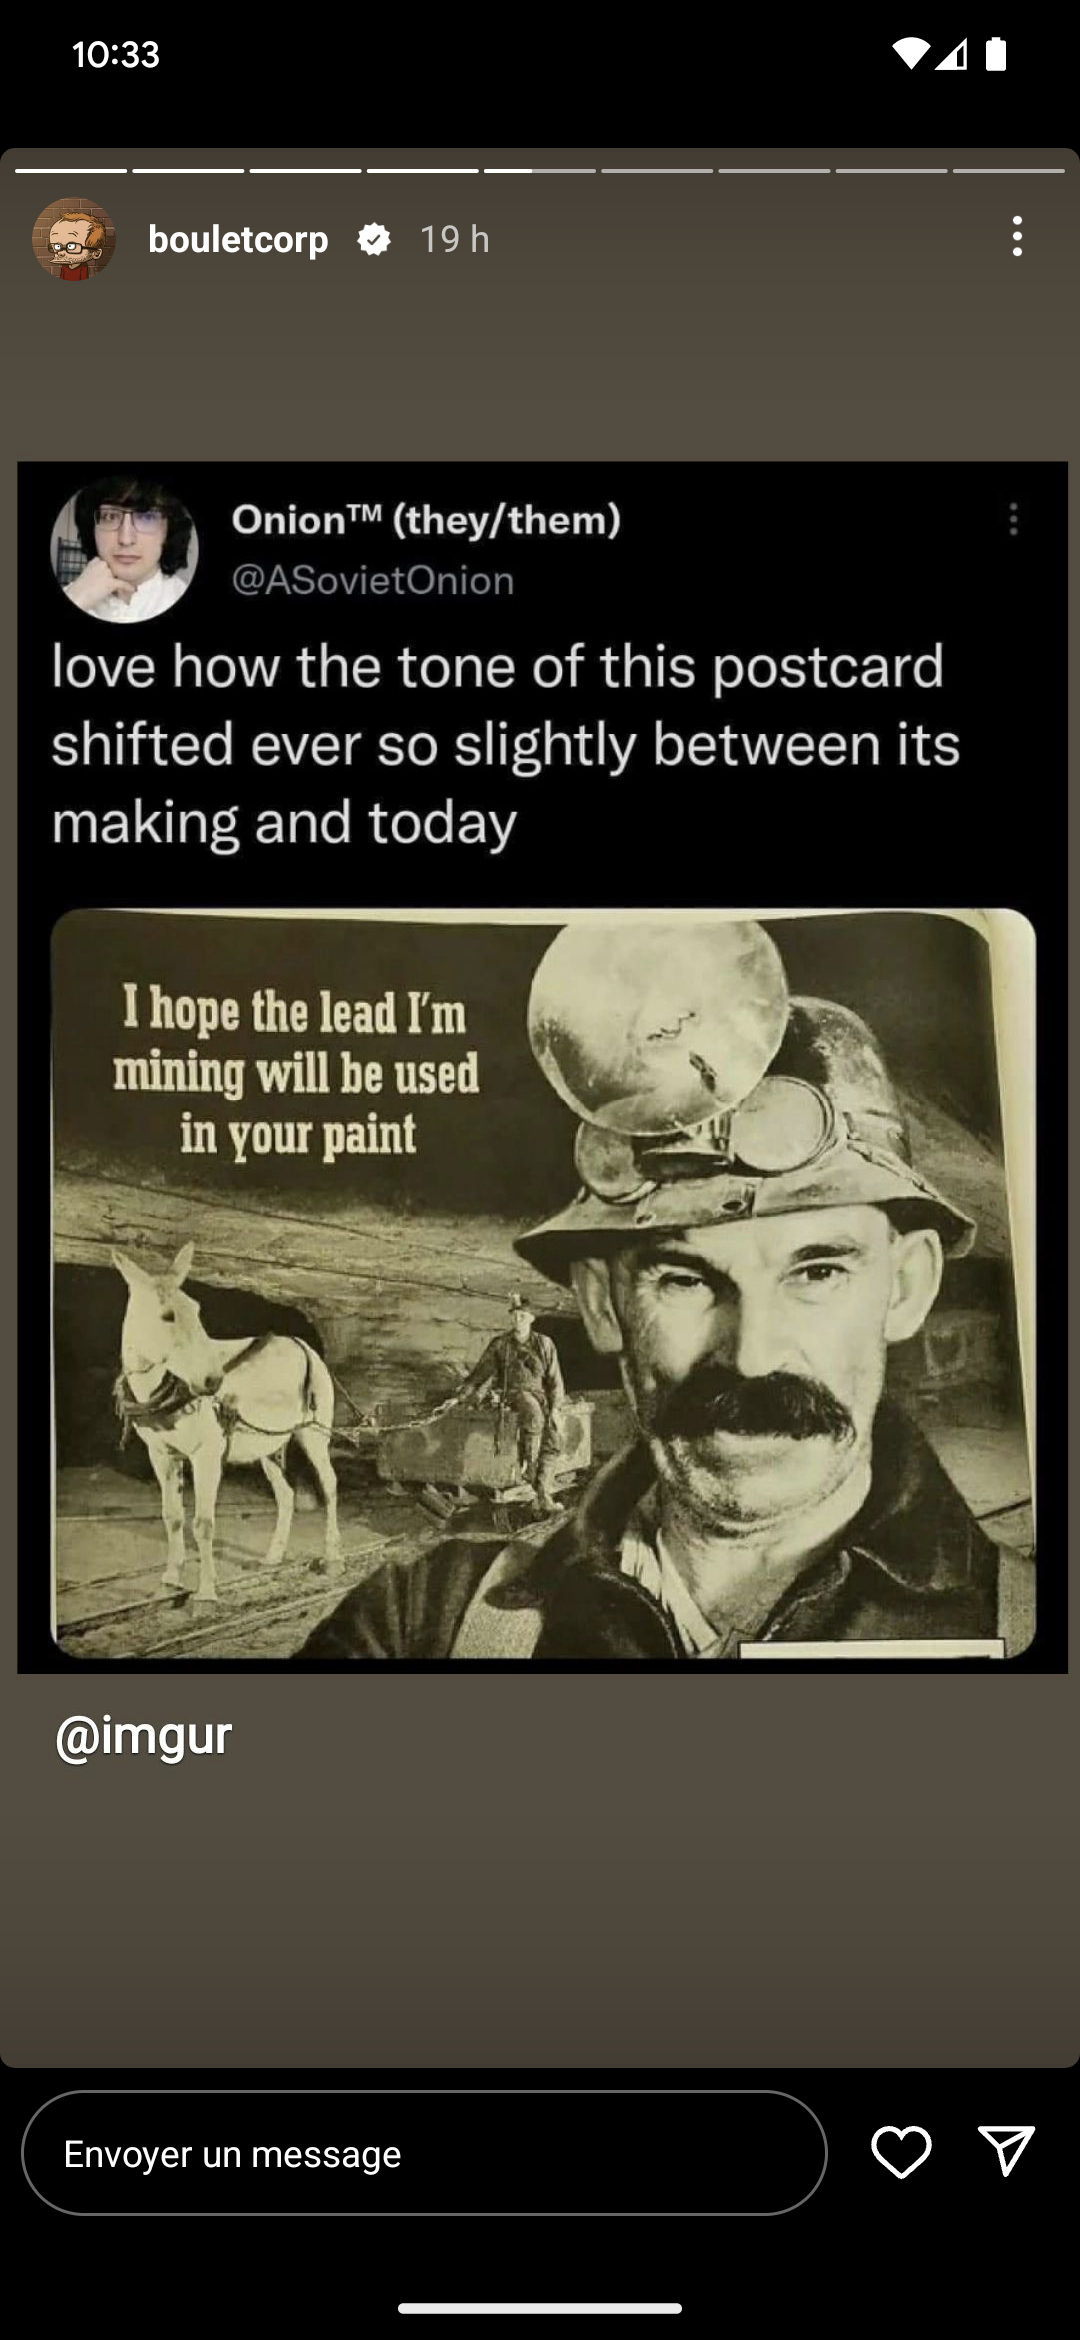 10:33
bouletcorp 19 h
Onion™ (they/them)
@ASovietOnion
love how the tone of this postcard
shifted ever so slightly between its
making and today
I hope the lead I'm
mining will be used
in your paint
@imgur
Envoyer un message